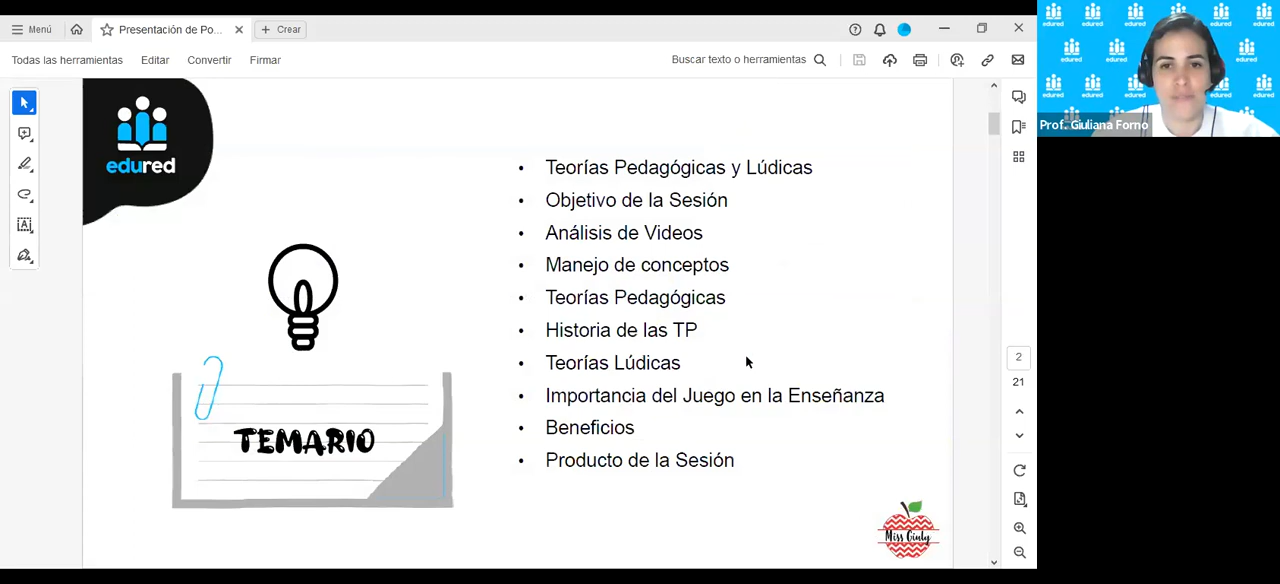 Menú
Presentación de Po...
Crear
Todas las herramientas
Editar
Convertir
Firmar
Buscar texto o herramientas
edured
• Teorías Pedagógicas y Lúdicas
• Objetivo de la Sesión
• Análisis de Videos
• Manejo de conceptos
• Teorías Pedagógicas
• Historia de las TP
• Teorías Lúdicas
• Importancia del Juego en la Enseñanza
• Beneficios
• Producto de la Sesión
TEMARIO
Miss Giuly
2
21
edured
Prof. Giuliana Forno